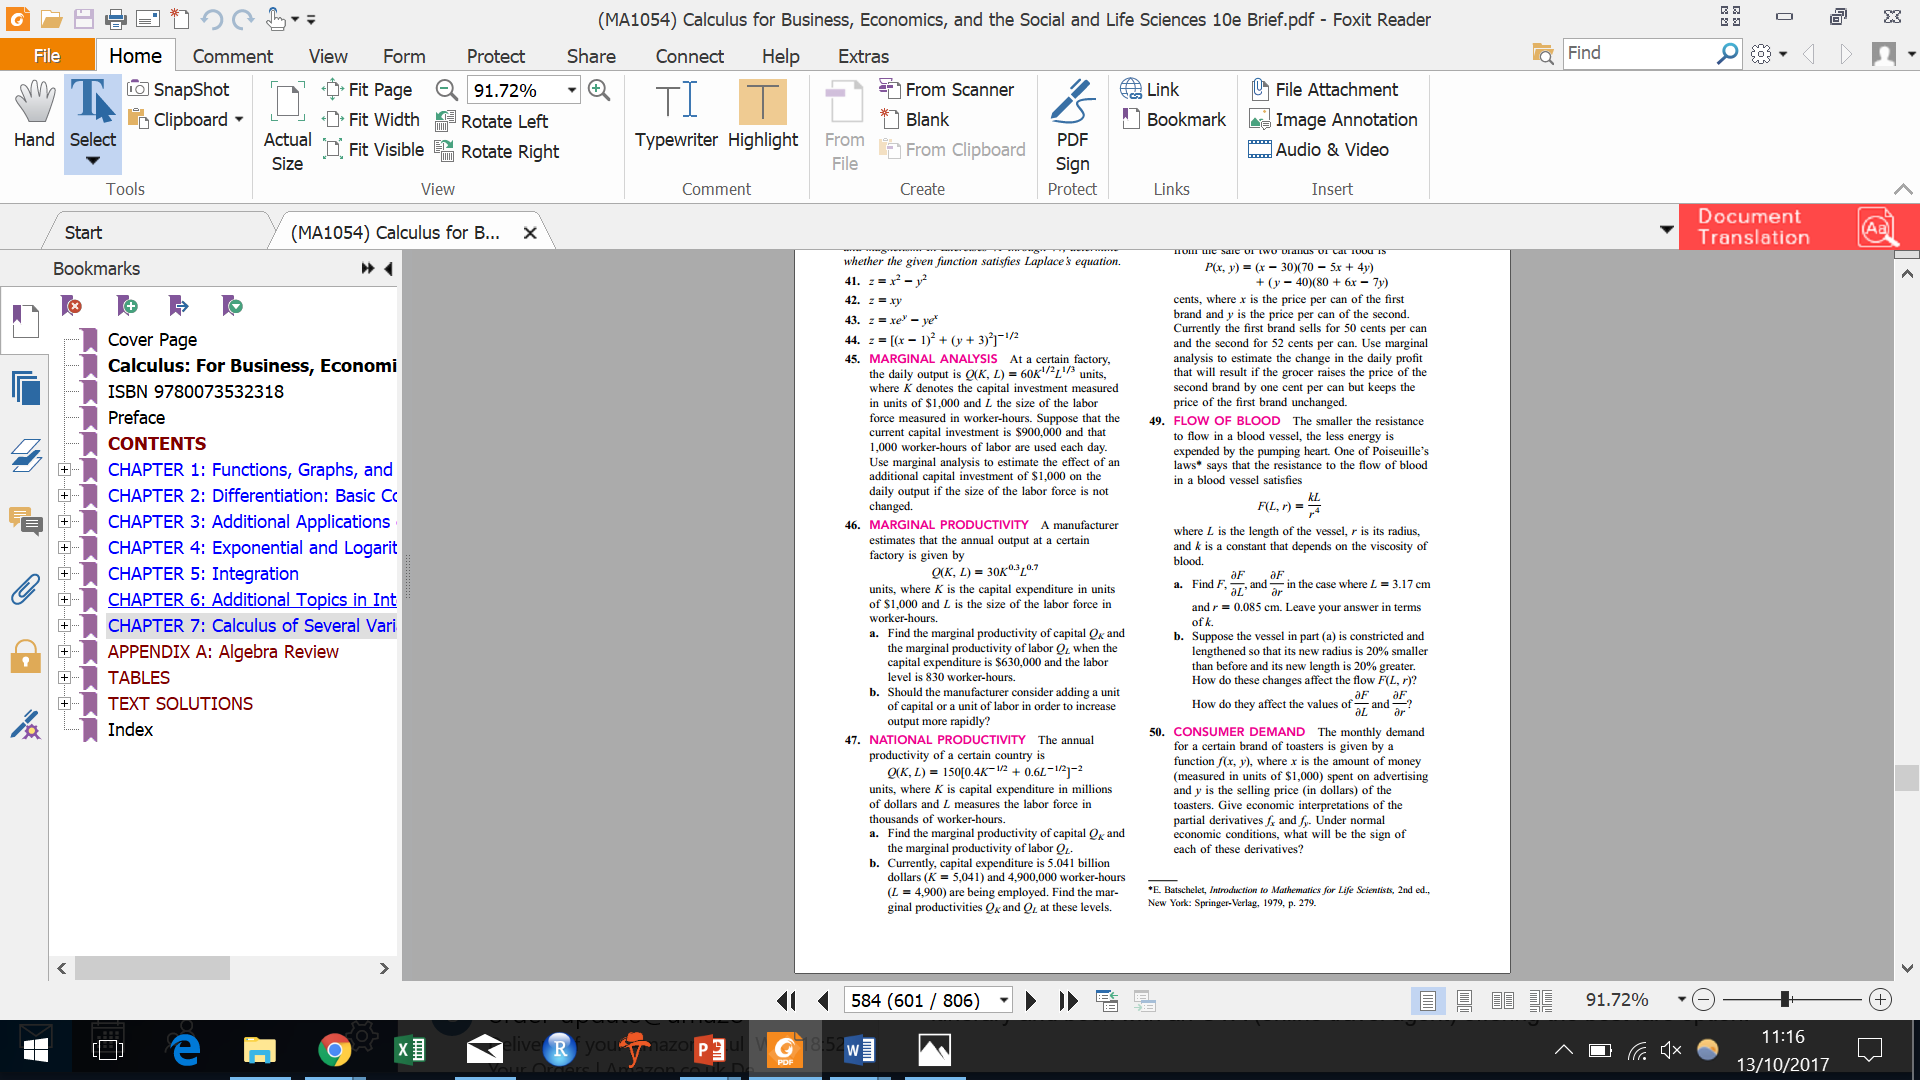 (MA1054) Calculus for Business, Economics, and the Social and Life Sciences 10e Brief.pdf - Foxit Reader
File Home Comment View Form Protect Share Connect Help Extras
Find
Hand
Select
SnapShot
Clipboard
Tools
Actual Size
Fit Page
Fit Width
Fit Visible
91.72%
Rotate Left
Rotate Right
View
Typewriter
Highlight
Comment
From File
From Scanner
Blank
From Clipboard
Create
PDF Sign
Protect
Link
Bookmark
Links
File Attachment
Image Annotation
Audio & Video
Insert
Start
(MA1054) Calculus for B...
Document
Translation
Bookmarks
Cover Page
Calculus: For Business, Economi
ISBN 9780073532318
Preface
CONTENTS
CHAPTER 1: Functions, Graphs, and
CHAPTER 2: Differentiation: Basic Co
CHAPTER 3: Additional Applications
CHAPTER 4: Exponential and Logarit
CHAPTER 5: Integration
CHAPTER 6: Additional Topics in Int
CHAPTER 7: Calculus of Several Vari
APPENDIX A: Algebra Review
TABLES
TEXT SOLUTIONS
Index
whether the given function satisfies Laplace's equation.
41. z = x² − y²
42. z = xy
43. z = xe^y − ye^x
44. z = [(x − 1)² + (y + 3)²]^−1/2
45. MARGINAL ANALYSIS At a certain factory,
the daily output is Q(K, L) = 60K^1/2L^1/3 units,
where K denotes the capital investment measured
in units of $1,000 and L the size of the labor
force measured in worker-hours. Suppose that the
current capital investment is $900,000 and that
1,000 worker-hours of labor are used each day.
Use marginal analysis to estimate the effect of an
additional capital investment of $1,000 on the
daily output if the size of the labor force is not
changed.
46. MARGINAL PRODUCTIVITY A manufacturer
estimates that the annual output at a certain
factory is given by
Q(K, L) = 30K^0.3L^0.7
units, where K is the capital expenditure in units
of $1,000 and L is the size of the labor force in
worker-hours.
a. Find the marginal productivity of capital Q_K and
the marginal productivity of labor Q_L when the
capital expenditure is $630,000 and the labor
level is 830 worker-hours.
b. Should the manufacturer consider adding a unit
of capital or a unit of labor in order to increase
output more rapidly?
47. NATIONAL PRODUCTIVITY The annual
productivity of a certain country is
Q(K, L) = 150[0.4K^−1/2 + 0.6L^−1/2]^−2
units, where K is capital expenditure in millions
of dollars and L measures the labor force in
thousands of worker-hours.
a. Find the marginal productivity of capital Q_K and
the marginal productivity of labor Q_L.
b. Currently, capital expenditure is 5.041 billion
dollars (K = 5,041) and 4,900,000 worker-hours
(L = 4,900) are being employed. Find the mar-
ginal productivities Q_K and Q_L at these levels.
from the sale of two brands of cat food is
P(x, y) = (x − 30)(70 − 5x + 4y)
+ (y − 40)(80 + 6x − 7y)
cents, where x is the price per can of the first
brand and y is the price per can of the second.
Currently the first brand sells for 50 cents per can
and the second for 52 cents per can. Use marginal
analysis to estimate the change in the daily profit
that will result if the grocer raises the price of the
second brand by one cent per can but keeps the
price of the first brand unchanged.
49. FLOW OF BLOOD The smaller the resistance
to flow in a blood vessel, the less energy is
expended by the pumping heart. One of Poiseuille's
laws* says that the resistance to the flow of blood
in a blood vessel satisfies
F(L, r) = kL/r⁴
where L is the length of the vessel, r is its radius,
and k is a constant that depends on the viscosity of
blood.
a. Find F, ∂F/∂L, and ∂F/∂r in the case where L = 3.17 cm
and r = 0.085 cm. Leave your answer in terms
of k.
b. Suppose the vessel in part (a) is constricted and
lengthened so that its new radius is 20% smaller
than before and its new length is 20% greater.
How do these changes affect the flow F(L, r)?
How do they affect the values of ∂F/∂L and ∂F/∂r?
50. CONSUMER DEMAND The monthly demand
for a certain brand of toasters is given by a
function f(x, y), where x is the amount of money
(measured in units of $1,000) spent on advertising
and y is the selling price (in dollars) of the
toasters. Give economic interpretations of the
partial derivatives f_x and f_y. Under normal
economic conditions, what will be the sign of
each of these derivatives?
*E. Batschelet, Introduction to Mathematics for Life Scientists, 2nd ed.,
New York: Springer-Verlag, 1979, p. 279.
584 (601 / 806)
91.72%
11:16
13/10/2017